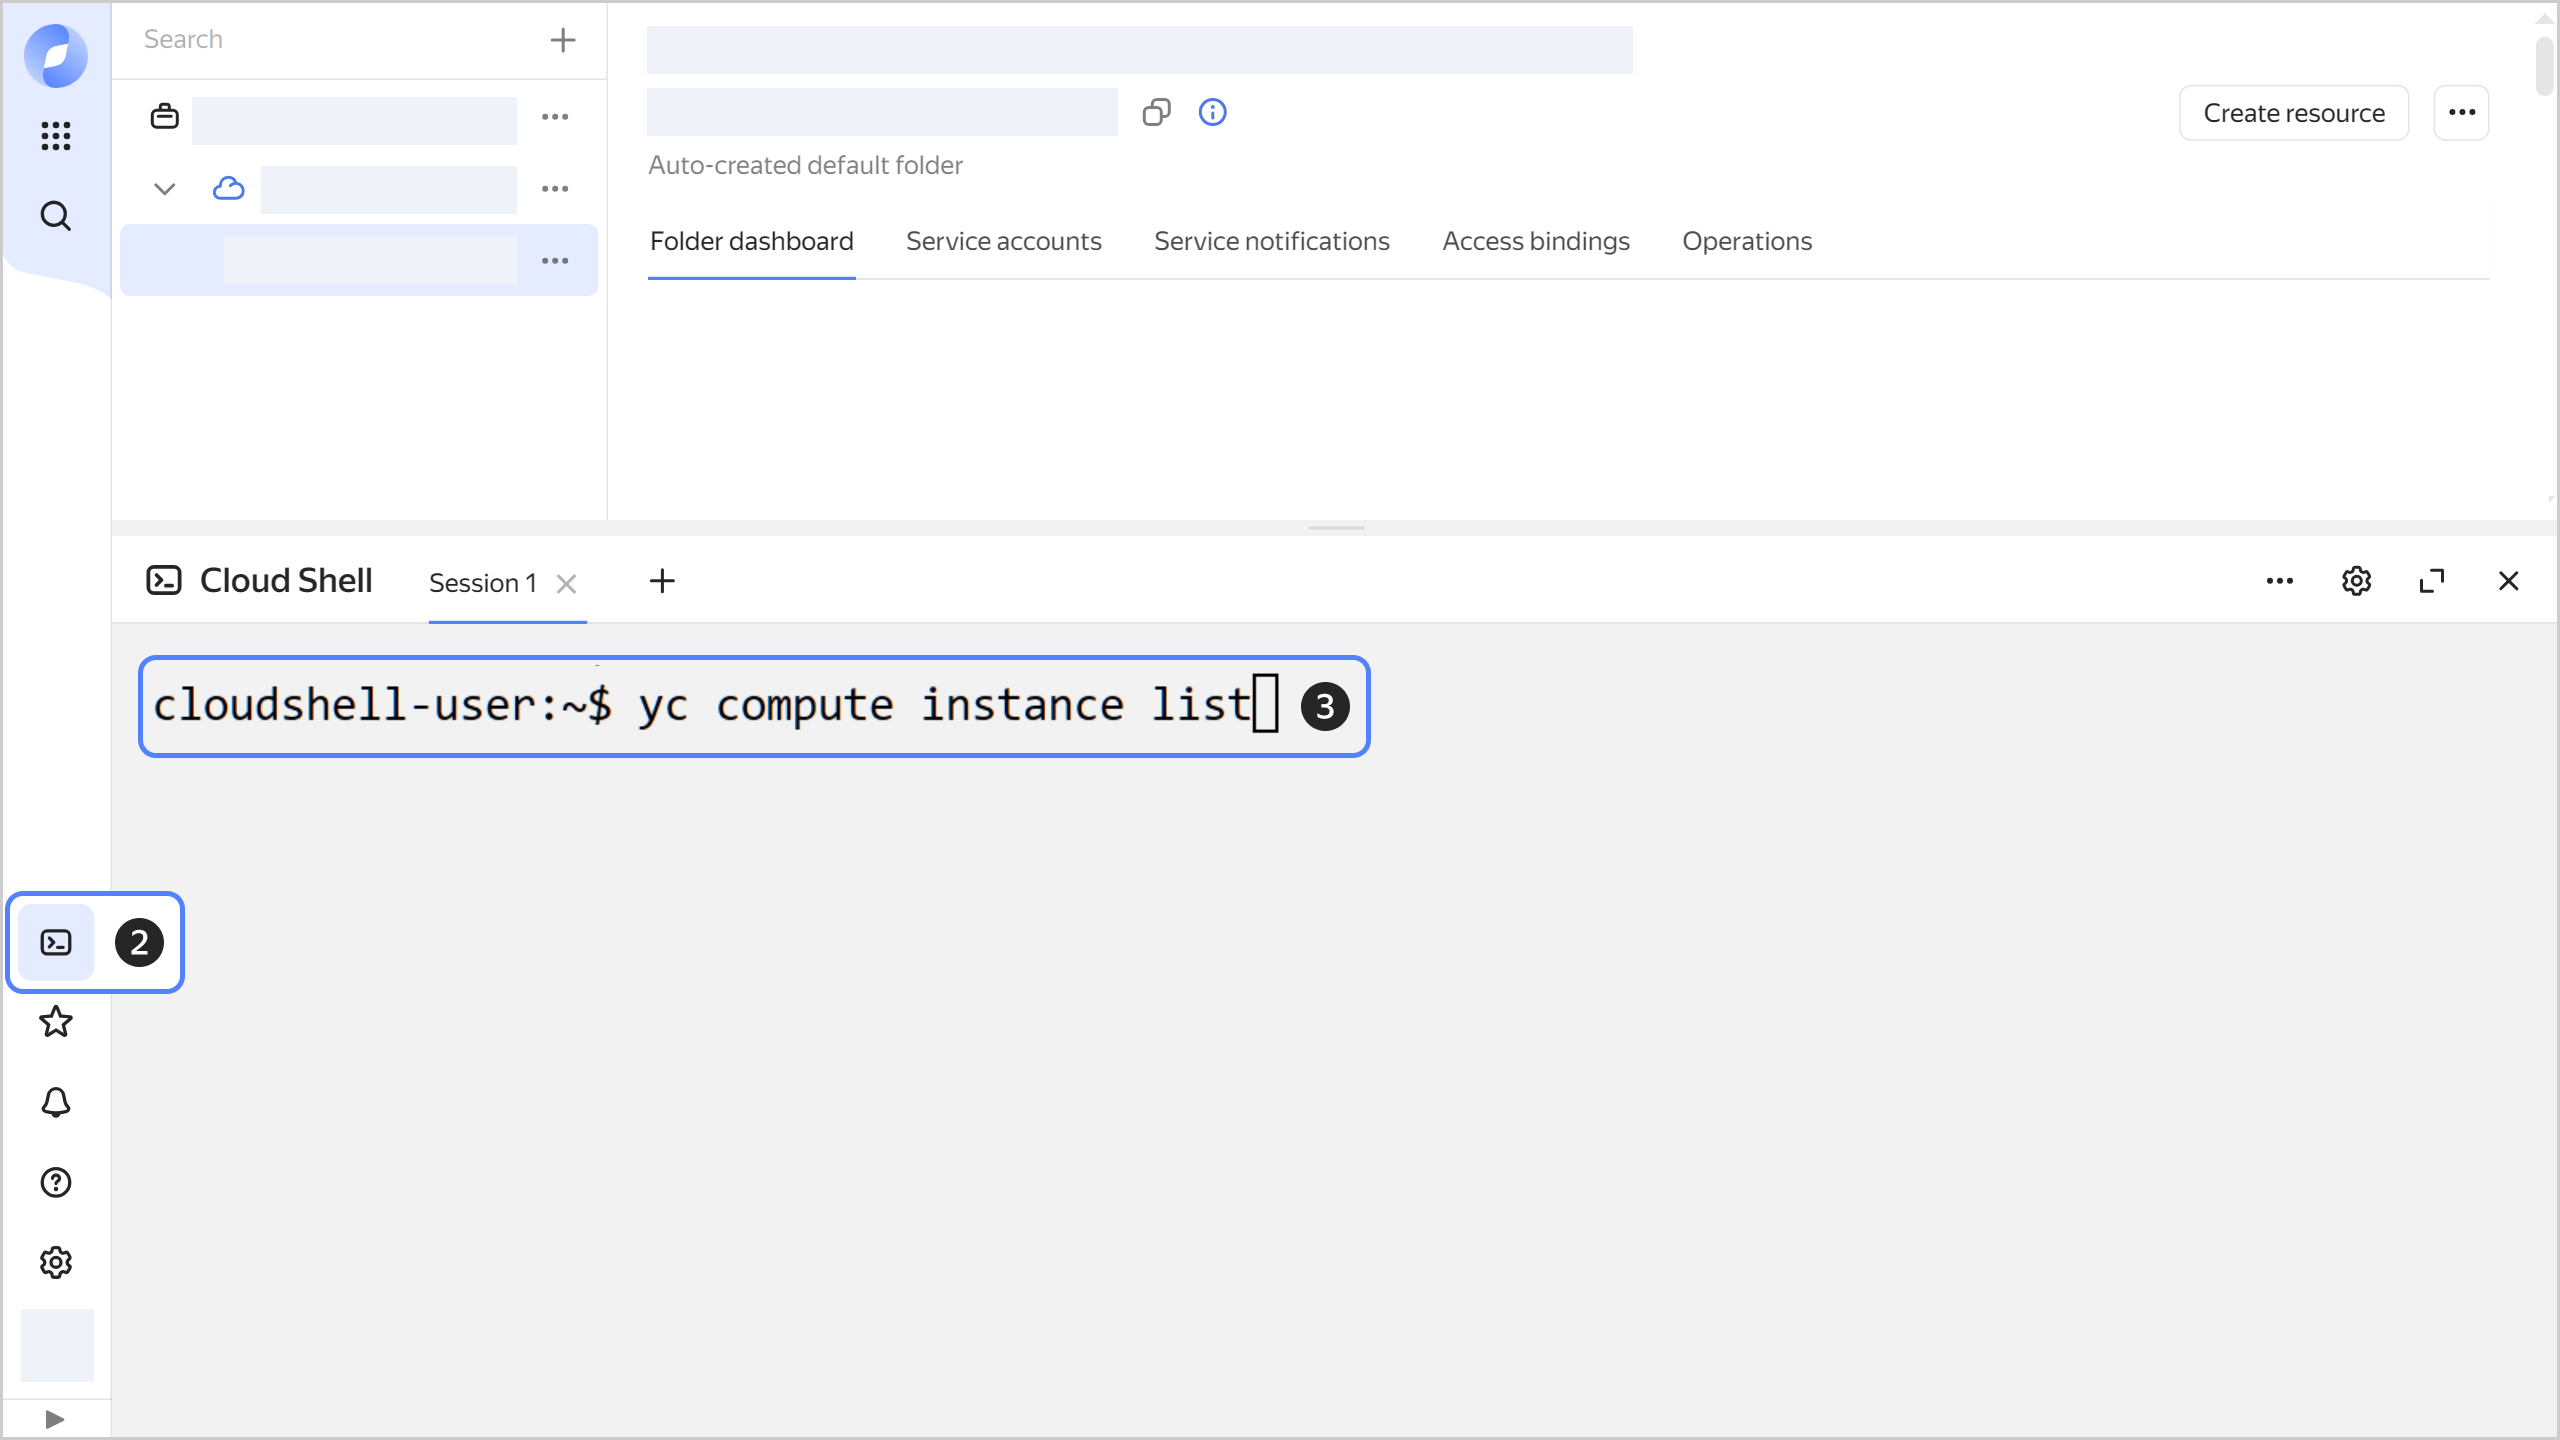 Search
Create resource
Auto-created default folder
Folder dashboard Service accounts Service notifications Access bindings Operations
Cloud Shell Session 1
cloudshell-user:~$ yc compute instance list 3
2